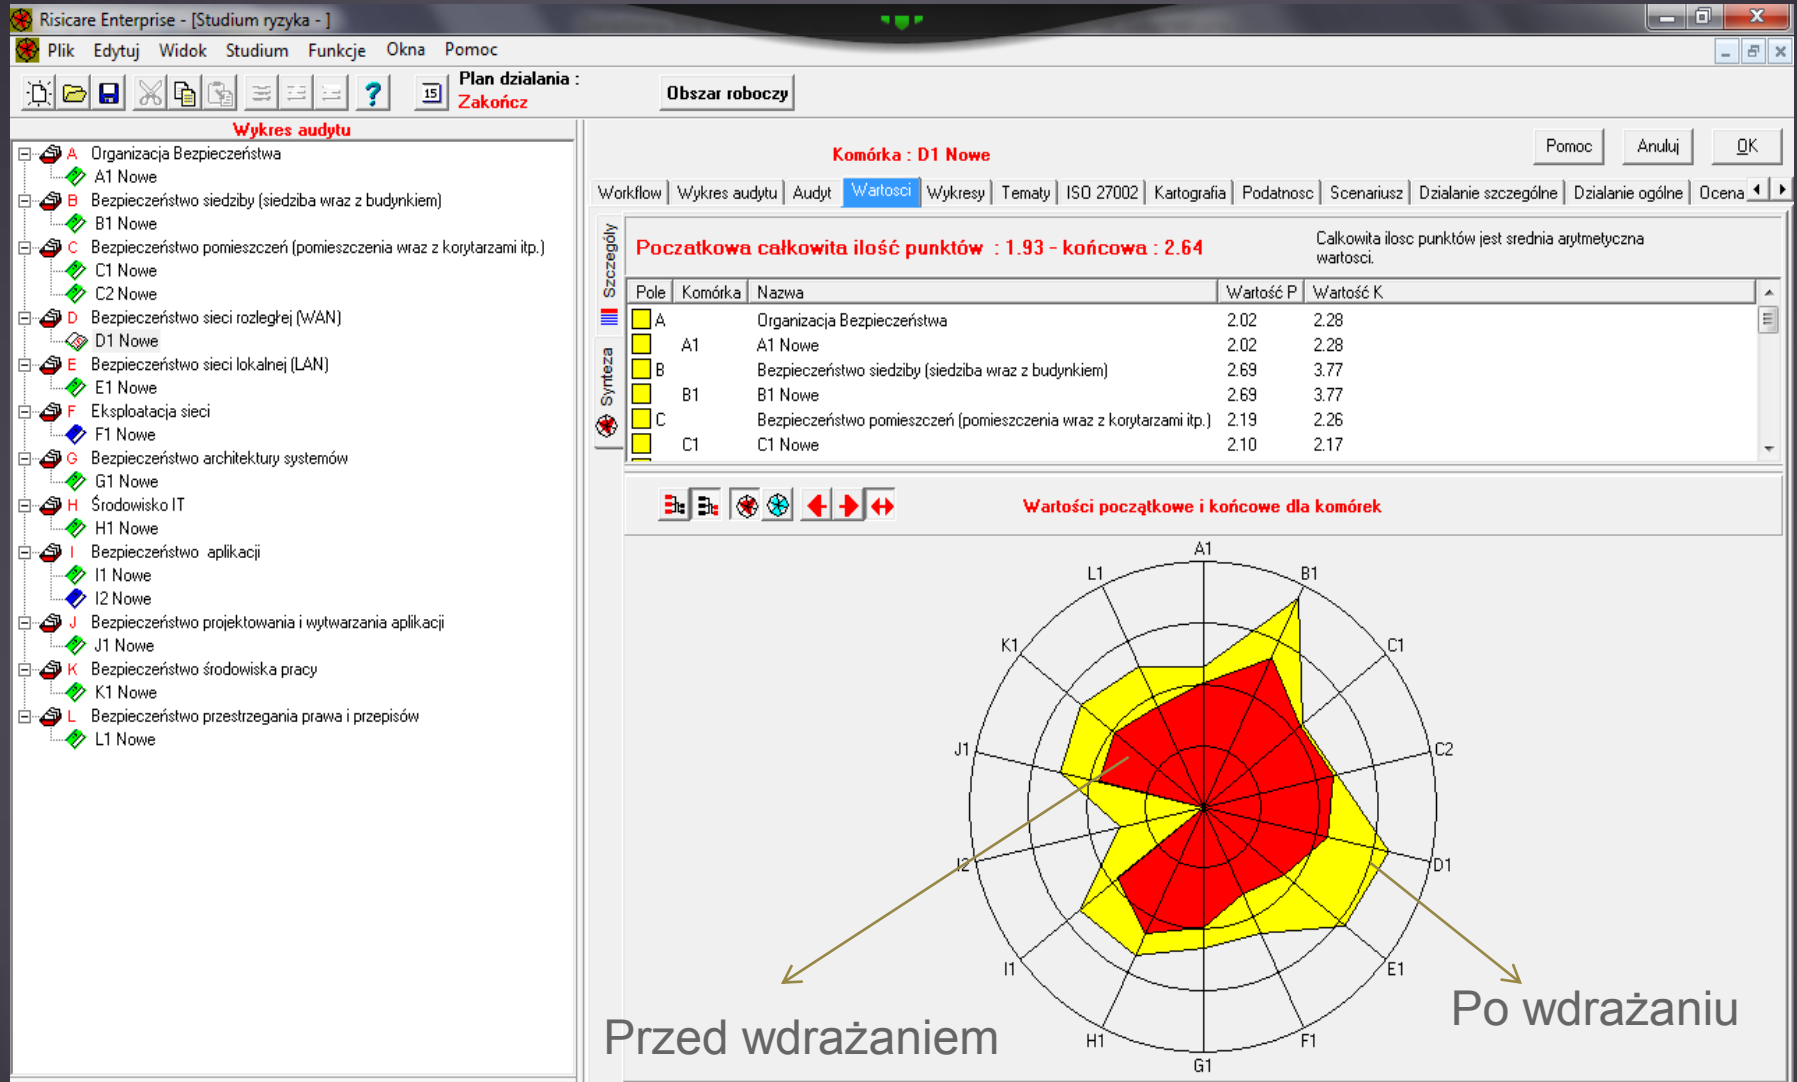 Risicare Enterprise - [Studium ryzyka - ]
Plik Edytuj Widok Studium Funkcje Okna Pomoc
15 Plan dzialania :
Zakończ
Obszar roboczy
Wykres audytu
A Organizacja Bezpieczeństwa
A1 Nowe
B Bezpieczeństwo siedziby (siedziba wraz z budynkiem)
B1 Nowe
C Bezpieczeństwo pomieszczeń (pomieszczenia wraz z korytarzami itp.)
C1 Nowe
C2 Nowe
D Bezpieczeństwo sieci rozległej (WAN)
D1 Nowe
E Bezpieczeństwo sieci lokalnej (LAN)
E1 Nowe
F Eksploatacja sieci
F1 Nowe
G Bezpieczeństwo architektury systemów
G1 Nowe
H Środowisko IT
H1 Nowe
I Bezpieczeństwo aplikacji
I1 Nowe
I2 Nowe
J Bezpieczeństwo projektowania i wytwarzania aplikacji
J1 Nowe
K Bezpieczeństwo środowiska pracy
K1 Nowe
L Bezpieczeństwo przestrzegania prawa i przepisów
L1 Nowe
Komórka : D1 Nowe
Pomoc Anuluj OK
Workflow Wykres audytu Audyt Wartosci Wykresy Tematy ISO 27002 Kartografia Podatnosc Scenariusz Działanie szczególne Działanie ogólne Ocena
Szczegóły
Synteza
Poczatkowa całkowita ilość punktów : 1.93 - końcowa : 2.64
Calkowita ilosc punktów jest srednia arytmetyczna
wartosci.
Pole Komórka Nazwa Wartość P Wartość K
A Organizacja Bezpieczeństwa 2.02 2.28
A1 A1 Nowe 2.02 2.28
B Bezpieczeństwo siedziby (siedziba wraz z budynkiem) 2.69 3.77
B1 B1 Nowe 2.69 3.77
C Bezpieczeństwo pomieszczeń (pomieszczenia wraz z korytarzami itp.) 2.19 2.26
C1 C1 Nowe 2.10 2.17
Wartości początkowe i końcowe dla komórek
A1
L1 B1
K1 C1
J1 C2
I2 D1
I1 E1
H1 F1
G1
Przed wdrażaniem
Po wdrażaniu